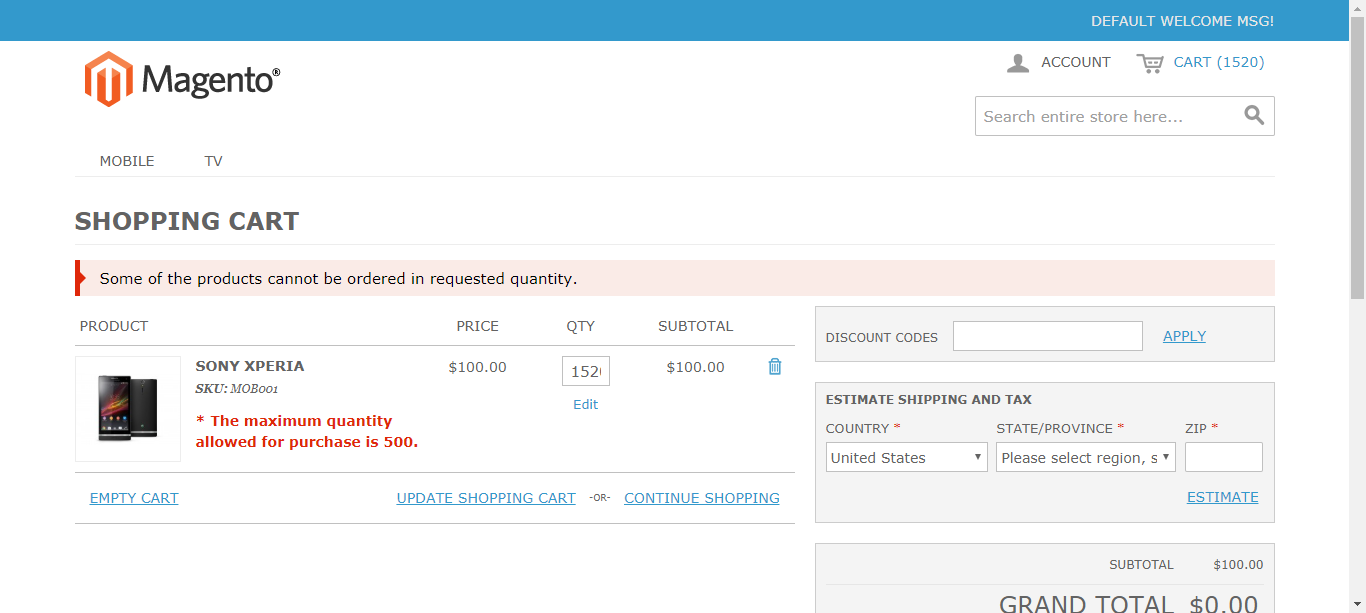 DEFAULT WELCOME MSG!
Magento®
ACCOUNT
CART (1520)
Search entire store here...
MOBILE TV
SHOPPING CART
Some of the products cannot be ordered in requested quantity.
PRODUCT PRICE QTY SUBTOTAL
SONY XPERIA $100.00 1520 $100.00
SKU: MOB001
Edit
* The maximum quantity
allowed for purchase is 500.
EMPTY CART UPDATE SHOPPING CART -OR- CONTINUE SHOPPING
DISCOUNT CODES APPLY
ESTIMATE SHIPPING AND TAX
COUNTRY * STATE/PROVINCE * ZIP *
United States Please select region, s
ESTIMATE
SUBTOTAL $100.00
GRAND TOTAL $0.00